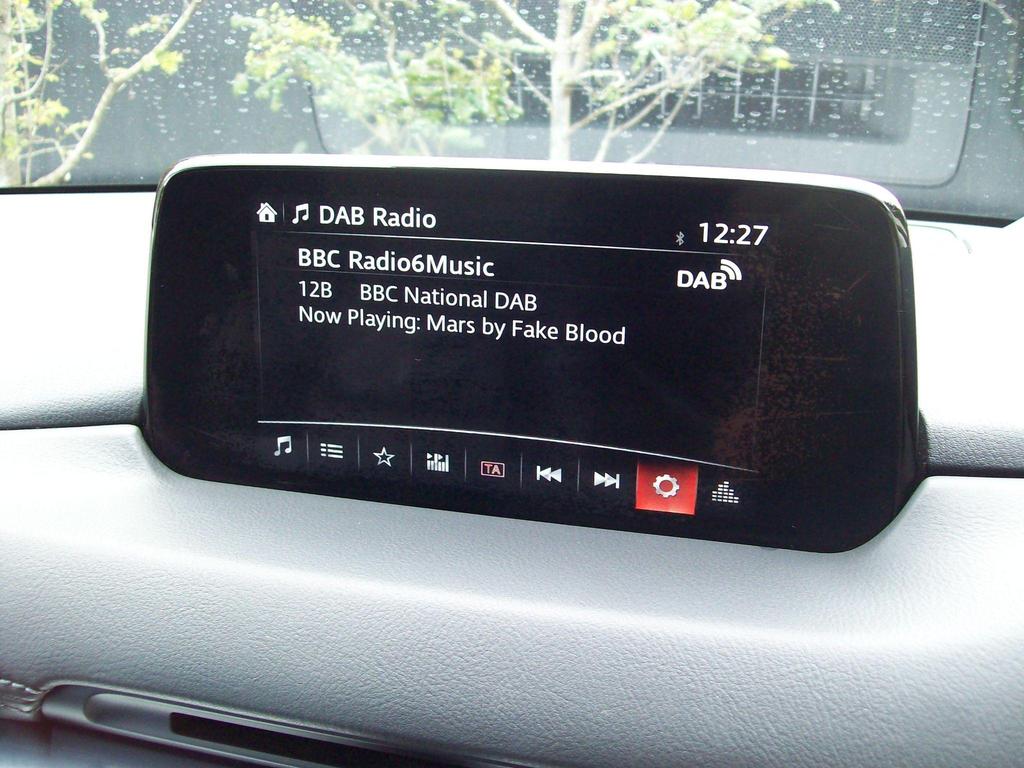 DAB Radio 12:27
BBC Radio6Music
DAB
12B BBC National DAB
Now Playing: Mars by Fake Blood
TA